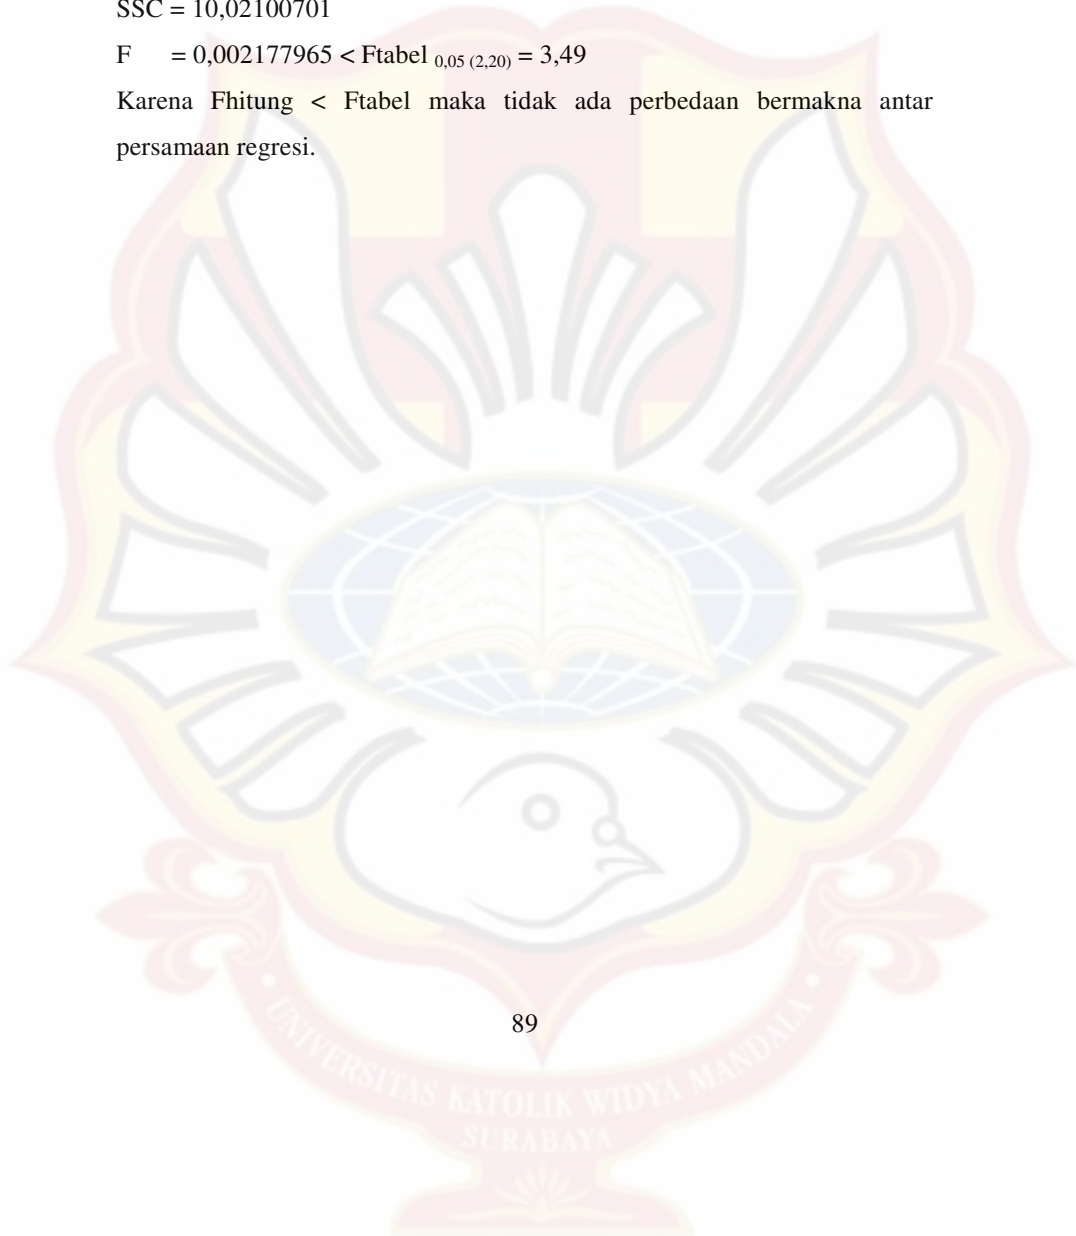 SSC = 10,02100701
F = 0,002177965 < Ftabel 0,05 (2,20) = 3,49
Karena Fhitung < Ftabel maka tidak ada perbedaan bermakna antar
persamaan regresi.
89
UNIVERSITAS KATOLIK WIDYA MANDALA
SURABAYA